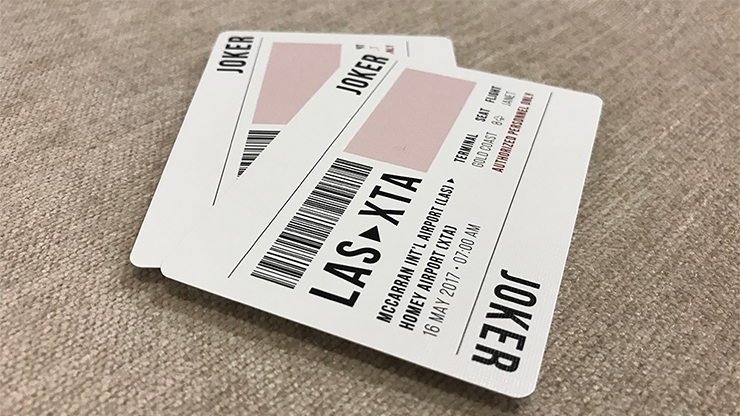 JOKER
JOKER
LAS▶XTA
MCCARRAN INT'L AIRPORT (LAS) ▶
HOMEY AIRPORT (XTA)
16 MAY 2017 • 07:00 AM
TERMINAL SEAT FLIGHT
GOLD COAST JANET
AUTHORIZED PERSONNEL ONLY
JOKER